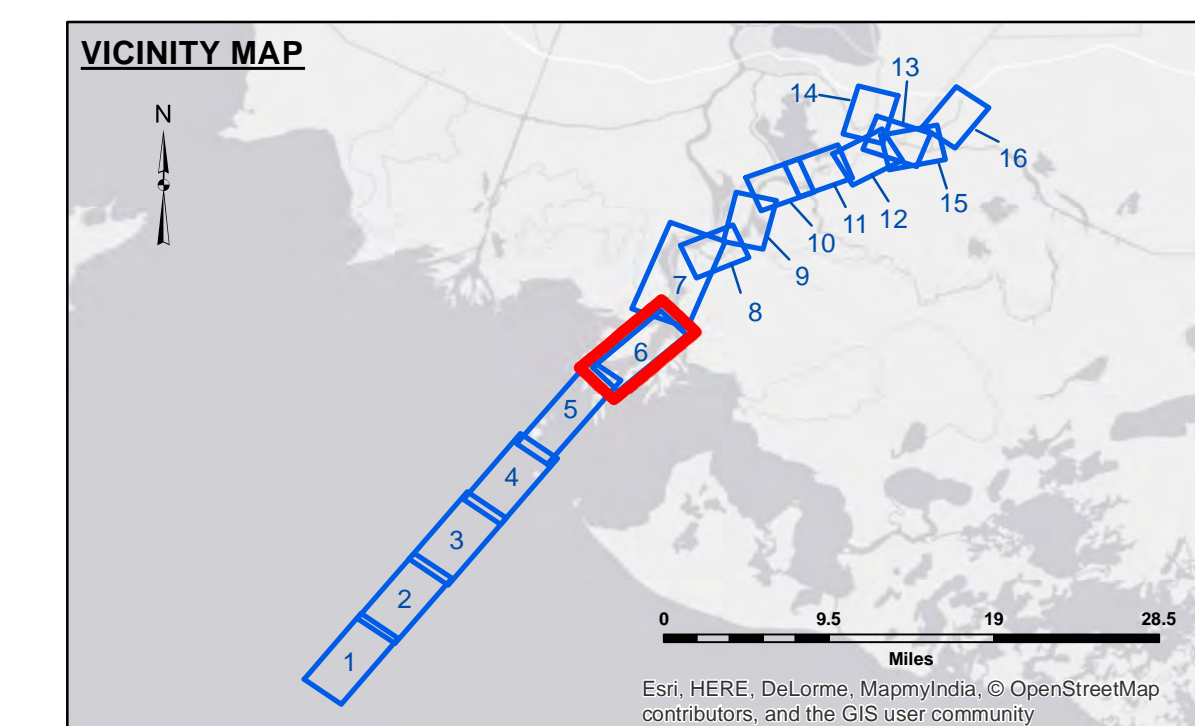 VICINITY MAP
N
13
14
16
15
12
11
10
9
8
7
6
5
4
3
2
1
0 9.5 19 28.5
Miles
Esri, HERE, DeLorme, MapmyIndia, © OpenStreetMap
contributors, and the GIS user community